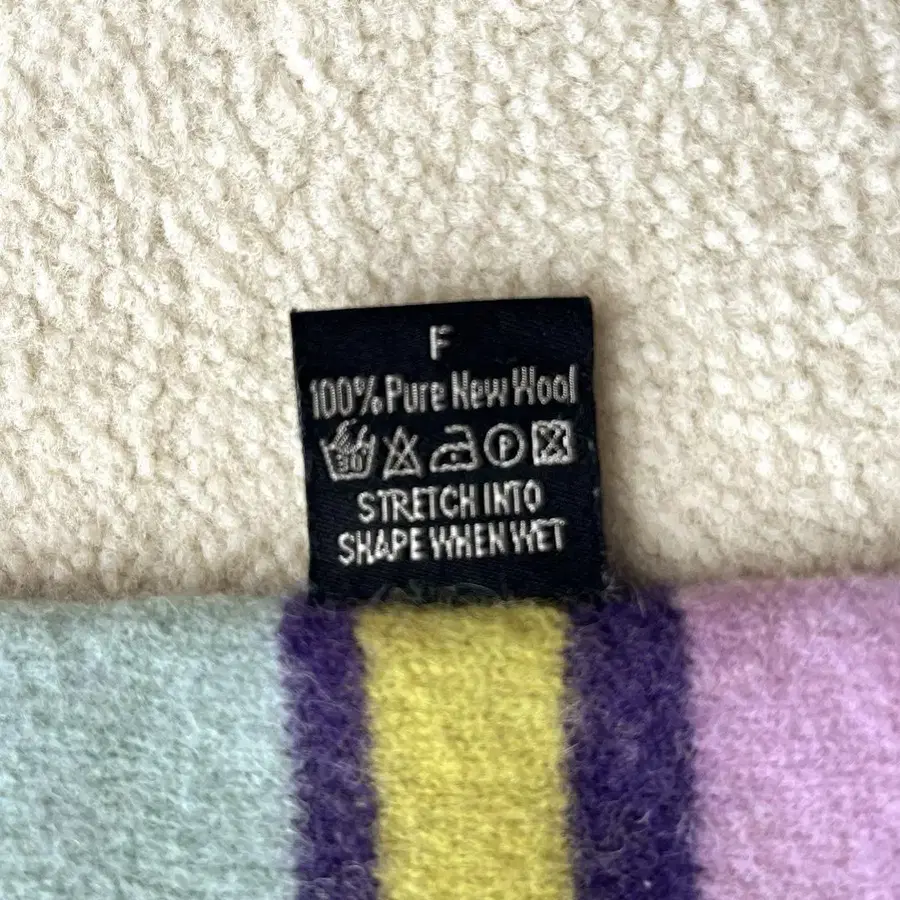 F
100% Pure New Wool
30°
P
STRETCH INTO
SHAPE WHEN WET